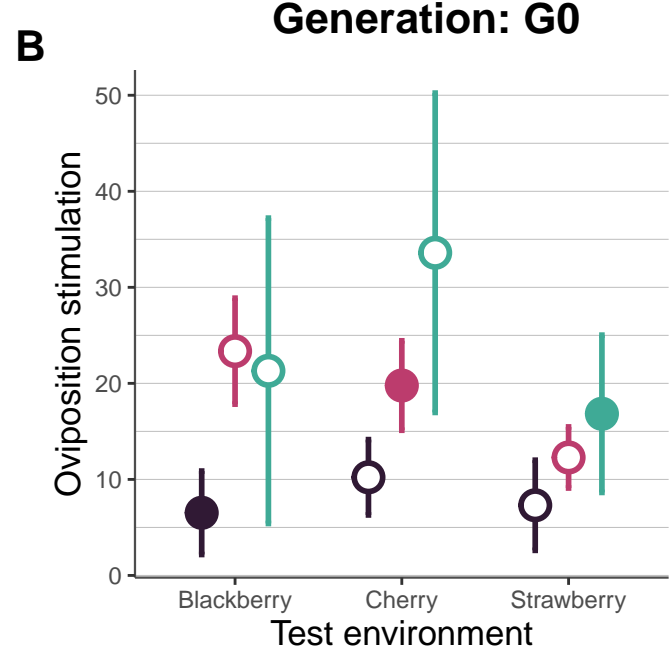 Generation: G0
B
Oviposition stimulation
50
40
30
20
10
0
Blackberry Cherry Strawberry
Test environment